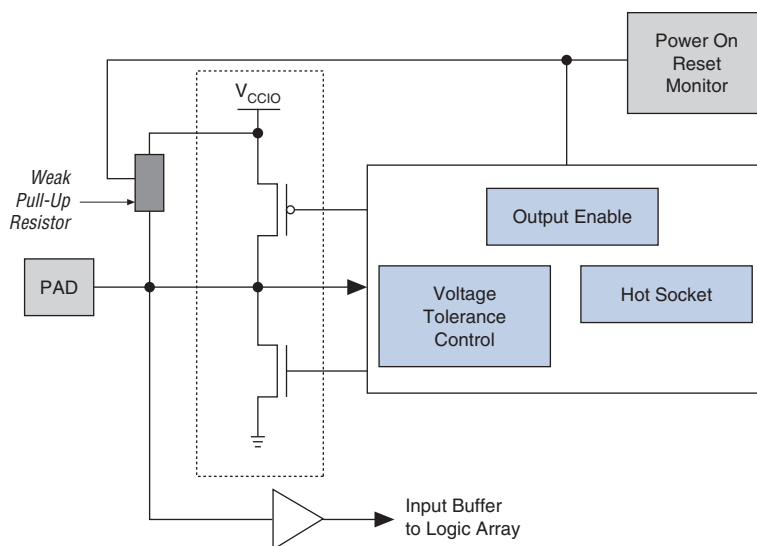 Power On
Reset
Monitor
V_CCIO
Weak
Pull-Up
Resistor
Output Enable
PAD
Voltage
Tolerance
Control
Hot Socket
Input Buffer
to Logic Array